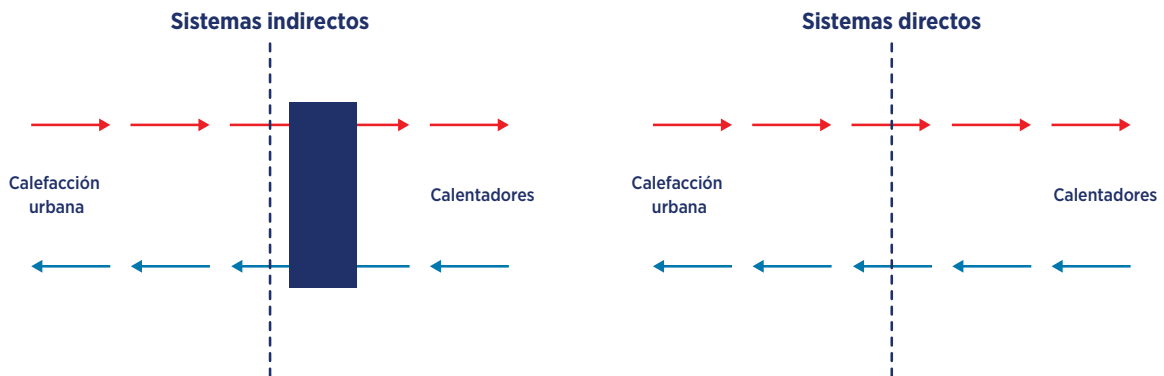 Sistemas indirectos
Calefacción
urbana
Calentadores
Sistemas directos
Calefacción
urbana
Calentadores